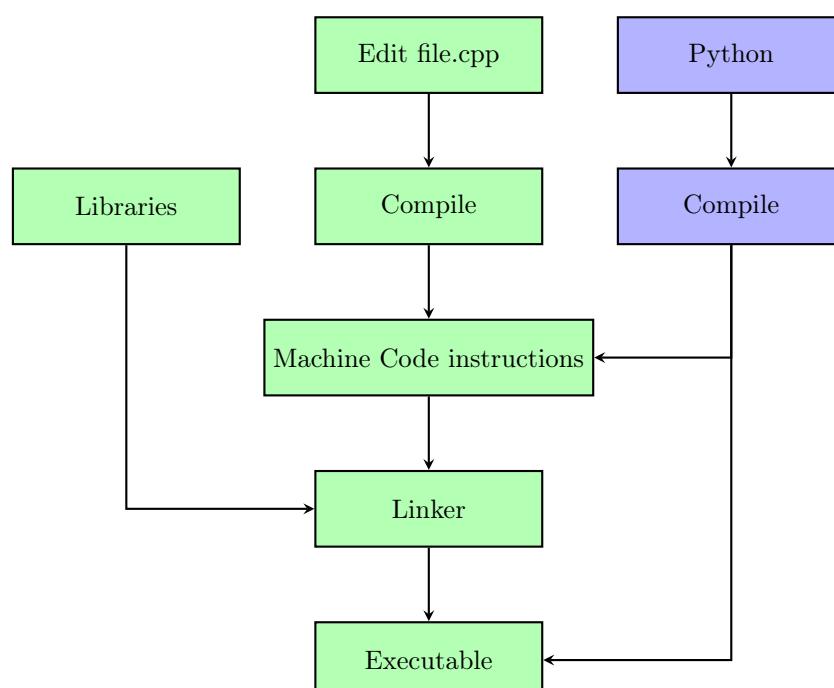 Edit file.cpp
Python
Libraries
Compile
Compile
Machine Code instructions
Linker
Executable